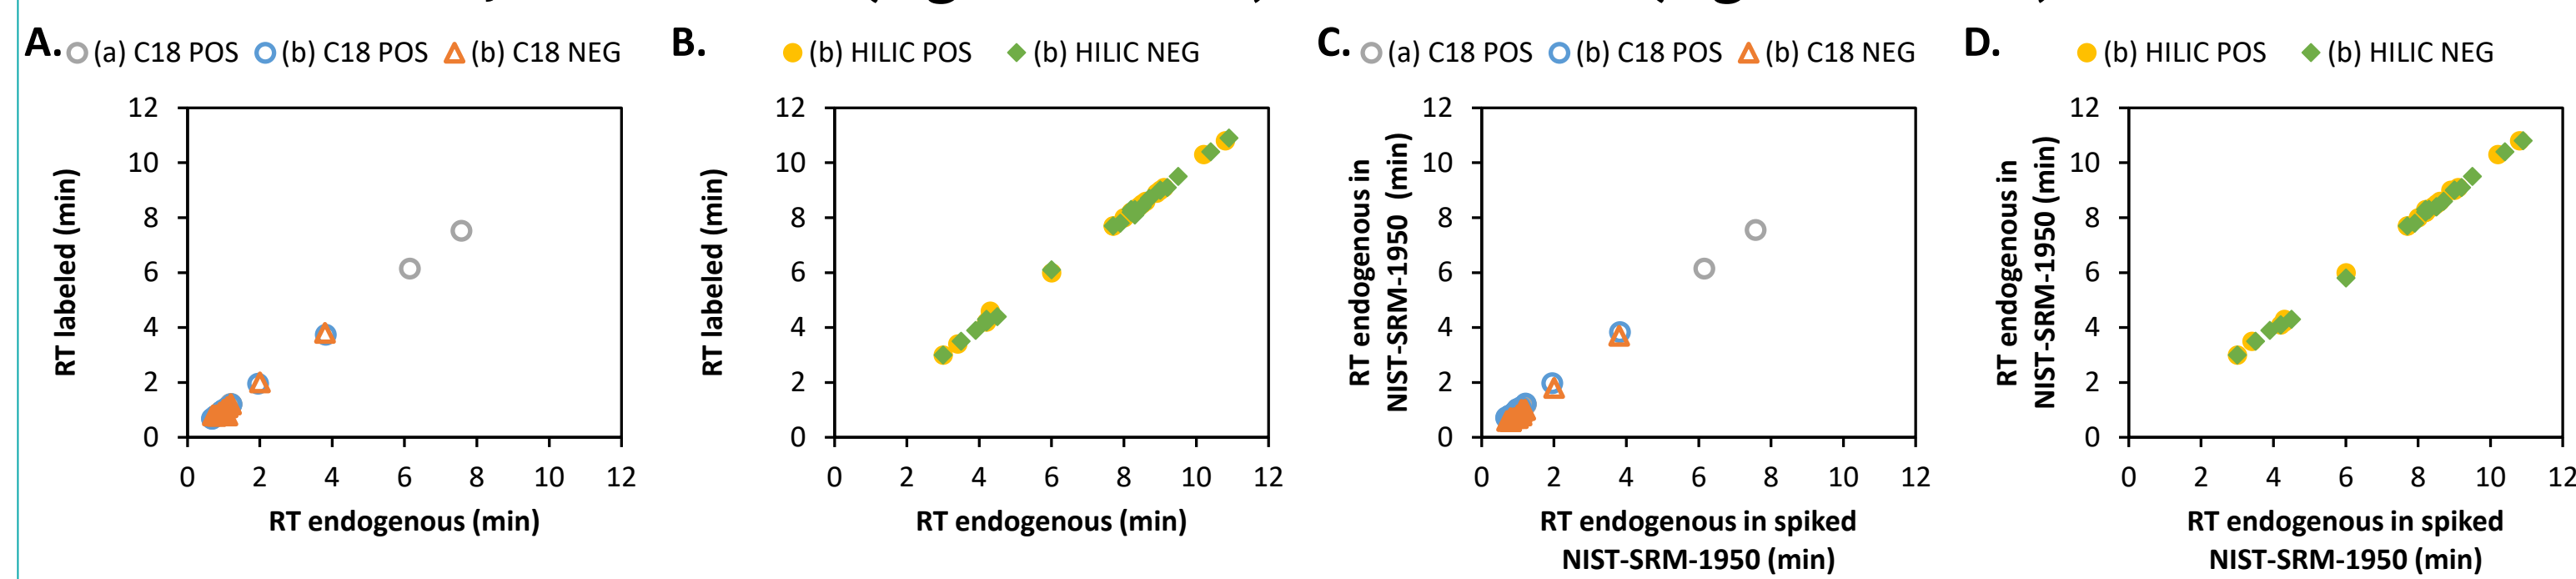 A. (a) C18 POS (b) C18 POS (b) C18 NEG
12
10
8
6
4
2
0
RT labeled (min)
0 2 4 6 8 10 12
RT endogenous (min)
B. (b) HILIC POS (b) HILIC NEG
12
10
8
6
4
2
0
RT labeled (min)
0 2 4 6 8 10 12
RT endogenous (min)
C. (a) C18 POS (b) C18 POS (b) C18 NEG
12
10
8
6
4
2
0
RT endogenous in
NIST-SRM-1950 (min)
0 2 4 6 8 10 12
RT endogenous in spiked
NIST-SRM-1950 (min)
D. (b) HILIC POS (b) HILIC NEG
12
10
8
6
4
2
0
RT endogenous in
NIST-SRM-1950 (min)
0 2 4 6 8 10 12
RT endogenous in spiked
NIST-SRM-1950 (min)